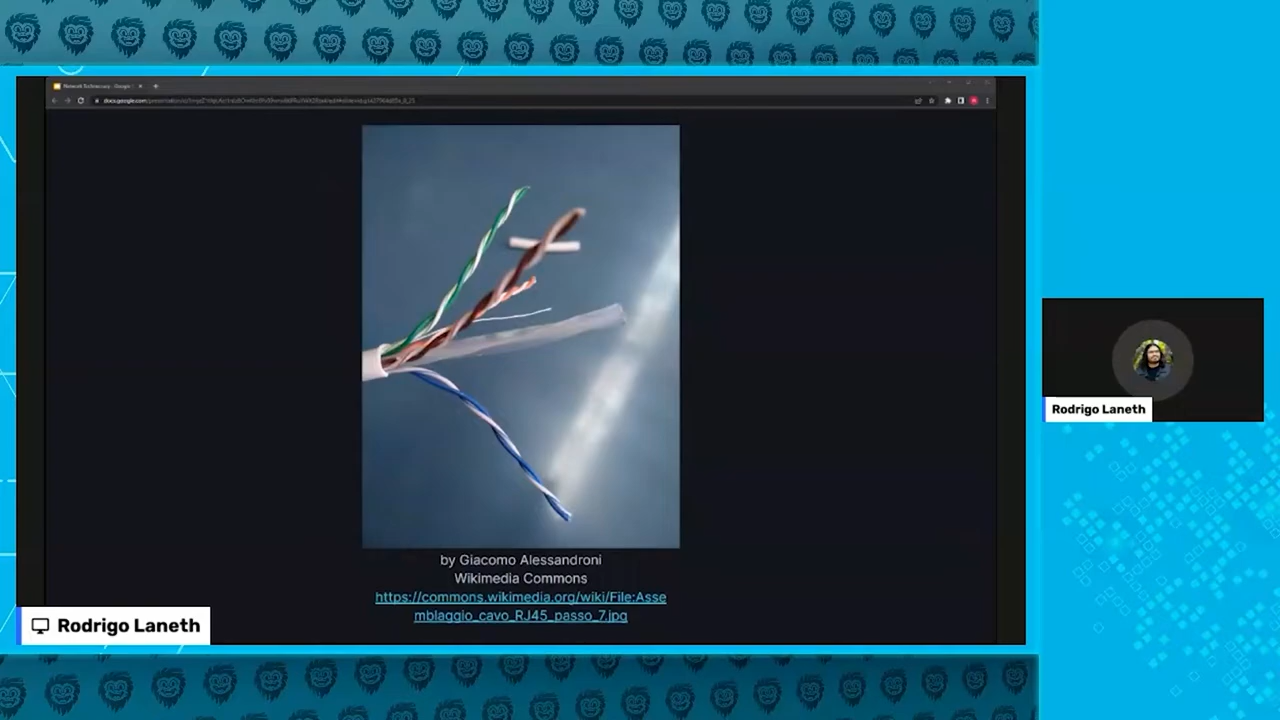 by Giacomo Alessandroni
Wikimedia Commons
https://commons.wikimedia.org/wiki/File:Asse
mblaggio_cavo_RJ45_passo_7.jpg
Rodrigo Laneth
Rodrigo Laneth